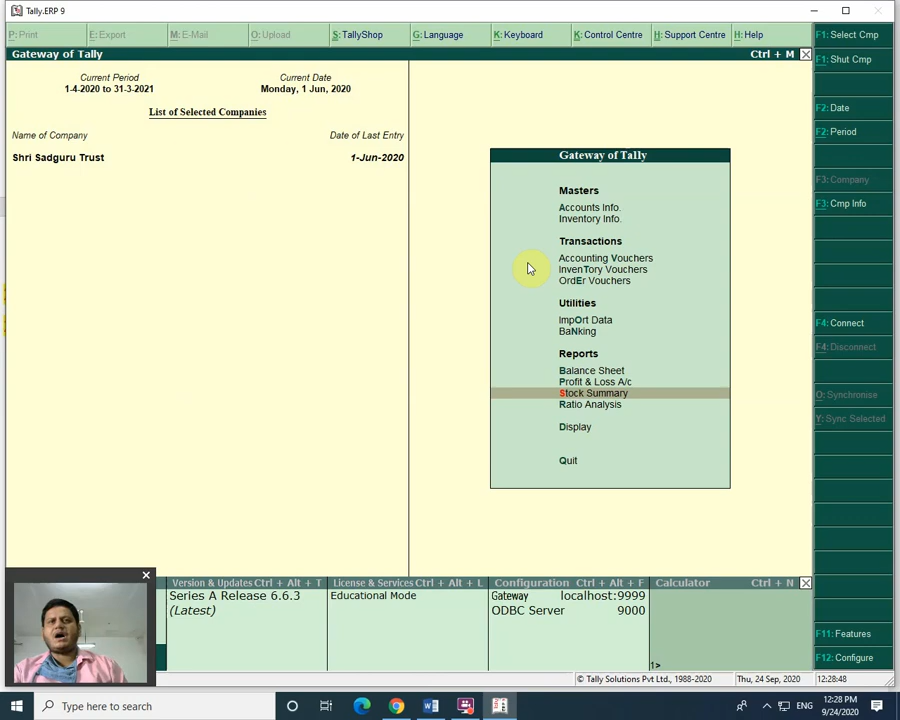 Tally.ERP 9
P: Print
E: Export
M: E-Mail
O: Upload
S: TallyShop
G: Language
K: Keyboard
K: Control Centre
H: Support Centre
H: Help
F1: Select Cmp
F1: Shut Cmp
F2: Date
F2: Period
F3: Company
F3: Cmp Info
F4: Connect
F4: Disconnect
O: Synchronise
Y: Sync Selected
F11: Features
F12: Configure
Gateway of Tally
Ctrl + M
Current Period
1-4-2020 to 31-3-2021
Current Date
Monday, 1 Jun, 2020
List of Selected Companies
Name of Company
Date of Last Entry
Shri Sadguru Trust
1-Jun-2020
Gateway of Tally
Masters
Accounts Info.
Inventory Info.
Transactions
Accounting Vouchers
InvenTory Vouchers
OrdEr Vouchers
Utilities
ImpOrt Data
BaNking
Reports
Balance Sheet
Profit & Loss A/c
Stock Summary
Ratio Analysis
Display
Quit
Version & Updates Ctrl + Alt + T
Series A Release 6.6.3
(Latest)
License & Services Ctrl + Alt + L
Educational Mode
Configuration Ctrl + Alt + F
Gateway localhost:9999
ODBC Server 9000
Calculator Ctrl + N
1>
© Tally Solutions Pvt Ltd., 1988-2020
Thu, 24 Sep, 2020
12:28:48
Type here to search
ENG
12:28 PM
9/24/2020